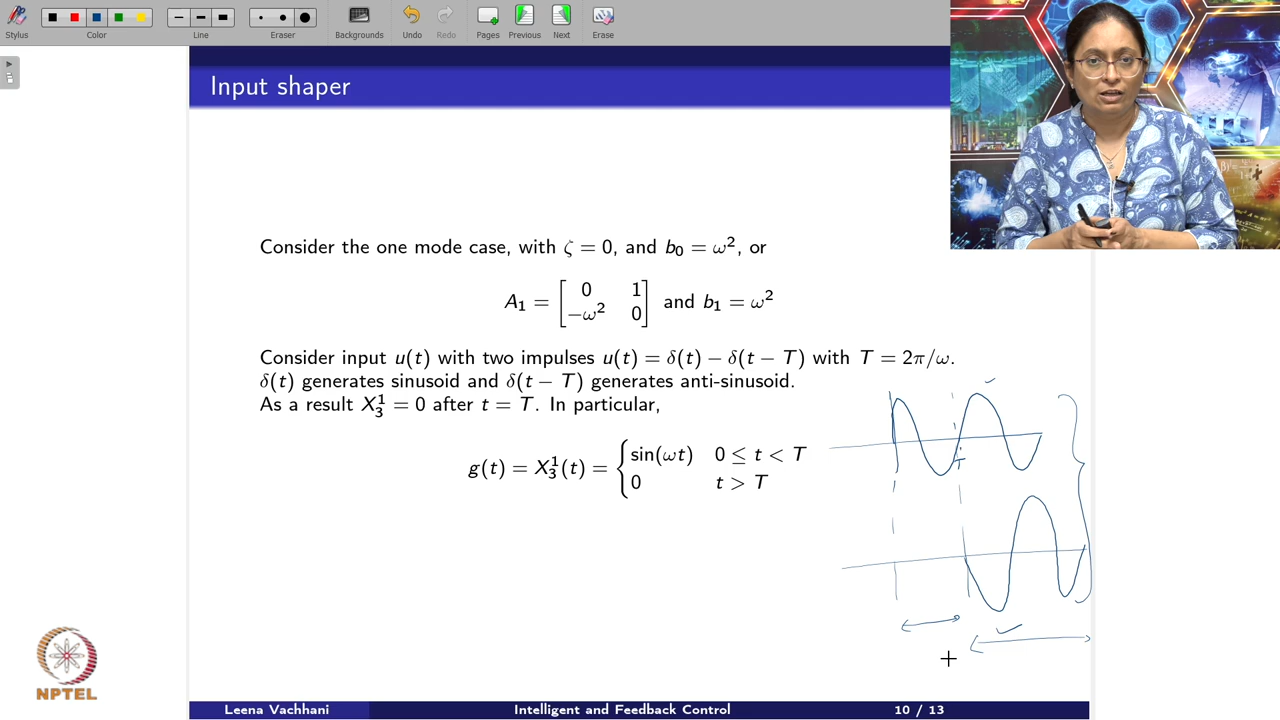 Stylus
Color
Line
Eraser
Backgrounds
Undo
Redo
Pages
Previous
Next
Erase
Input shaper
Consider the one mode case, with ζ = 0, and b₀ = ω², or
A₁ = [ 0 1 ; −ω² 0 ] and b₁ = ω²
Consider input u(t) with two impulses u(t) = δ(t) − δ(t − T) with T = 2π/ω.
δ(t) generates sinusoid and δ(t − T) generates anti-sinusoid.
As a result X₃¹ = 0 after t = T. In particular,
g(t) = X₃¹(t) = { sin(ωt) 0 ≤ t < T
0 t > T
NPTEL
Leena Vachhani Intelligent and Feedback Control 10 / 13